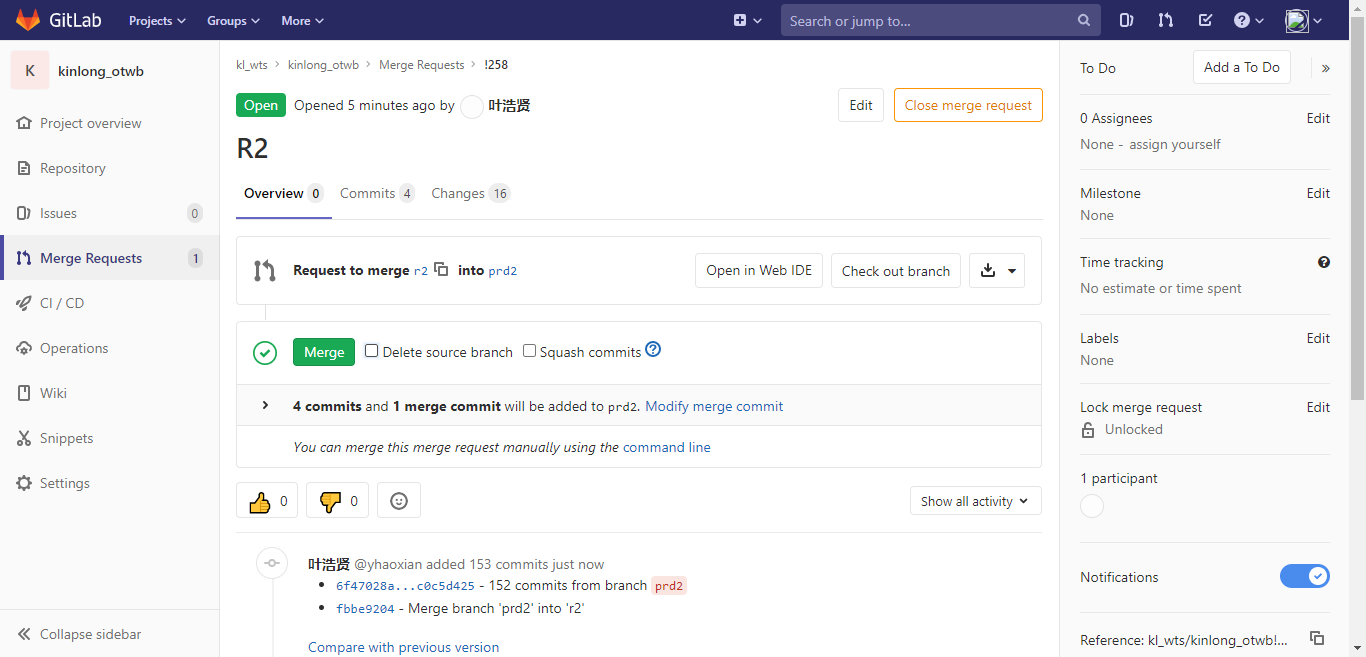 GitLab Projects Groups More Search or jump to...
K kinlong_otwb
Project overview
Repository
Issues 0
Merge Requests 1
CI / CD
Operations
Wiki
Snippets
Settings
Collapse sidebar
kl_wts > kinlong_otwb > Merge Requests > !258
Open Opened 5 minutes ago by 叶浩贤 Edit Close merge request
R2
Overview 0 Commits 4 Changes 16
Request to merge r2 into prd2 Open in Web IDE Check out branch
Merge Delete source branch Squash commits
4 commits and 1 merge commit will be added to prd2. Modify merge commit
You can merge this merge request manually using the command line
0 0 Show all activity
叶浩贤 @yhaoxian added 153 commits just now
6f47028a...c0c5d425 - 152 commits from branch prd2
fbbe9204 - Merge branch 'prd2' into 'r2'
Compare with previous version
To Do Add a To Do
0 Assignees Edit
None - assign yourself
Milestone Edit
None
Time tracking
No estimate or time spent
Labels Edit
None
Lock merge request Edit
Unlocked
1 participant
Notifications
Reference: kl_wts/kinlong_otwb!...